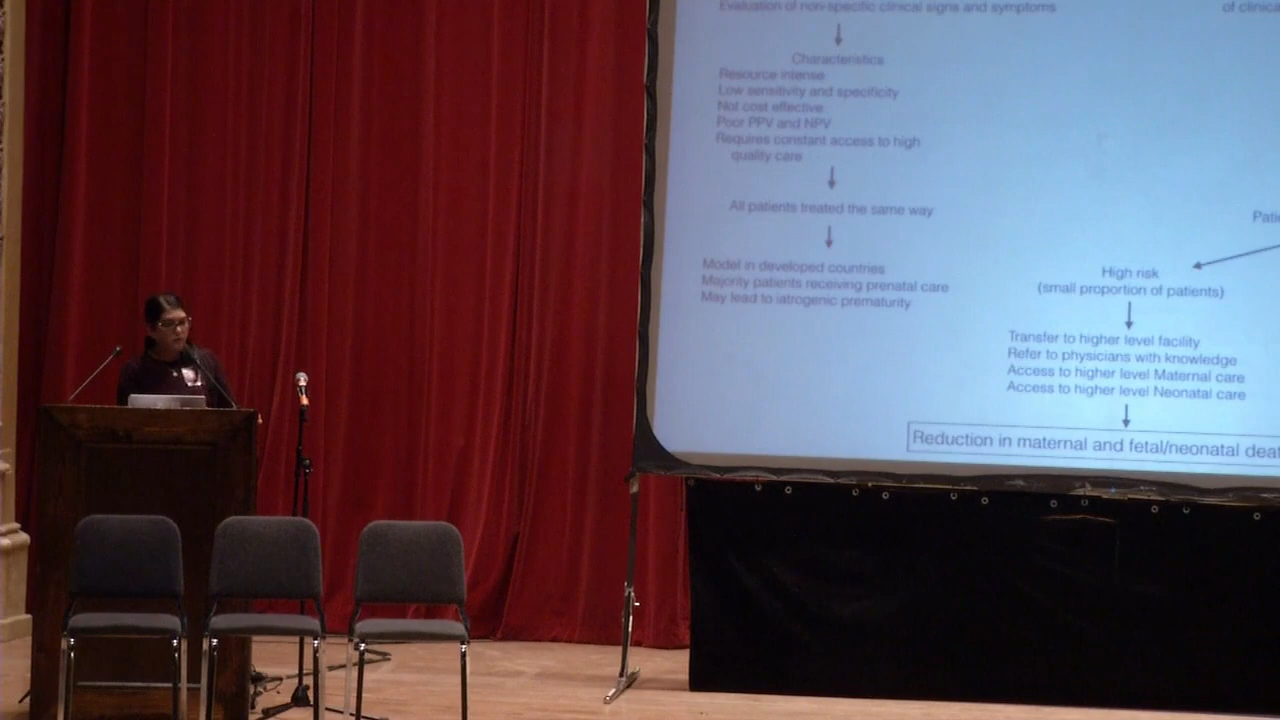 Evaluation of non-specific clinical signs and symptoms
Characteristics
Resource intense
Low sensitivity and specificity
Not cost effective
Poor PPV and NPV
Requires constant access to high
quality care
All patients treated the same way
Model in developed countries
Majority patients receiving prenatal care
May lead to iatrogenic prematurity
of
High risk
(small proportion of patients)
Transfer to higher level facility
Refer to physicians with knowledge
Access to higher level Maternal care
Access to higher level Neonatal care
Reduction in maternal and fetal/neonatal